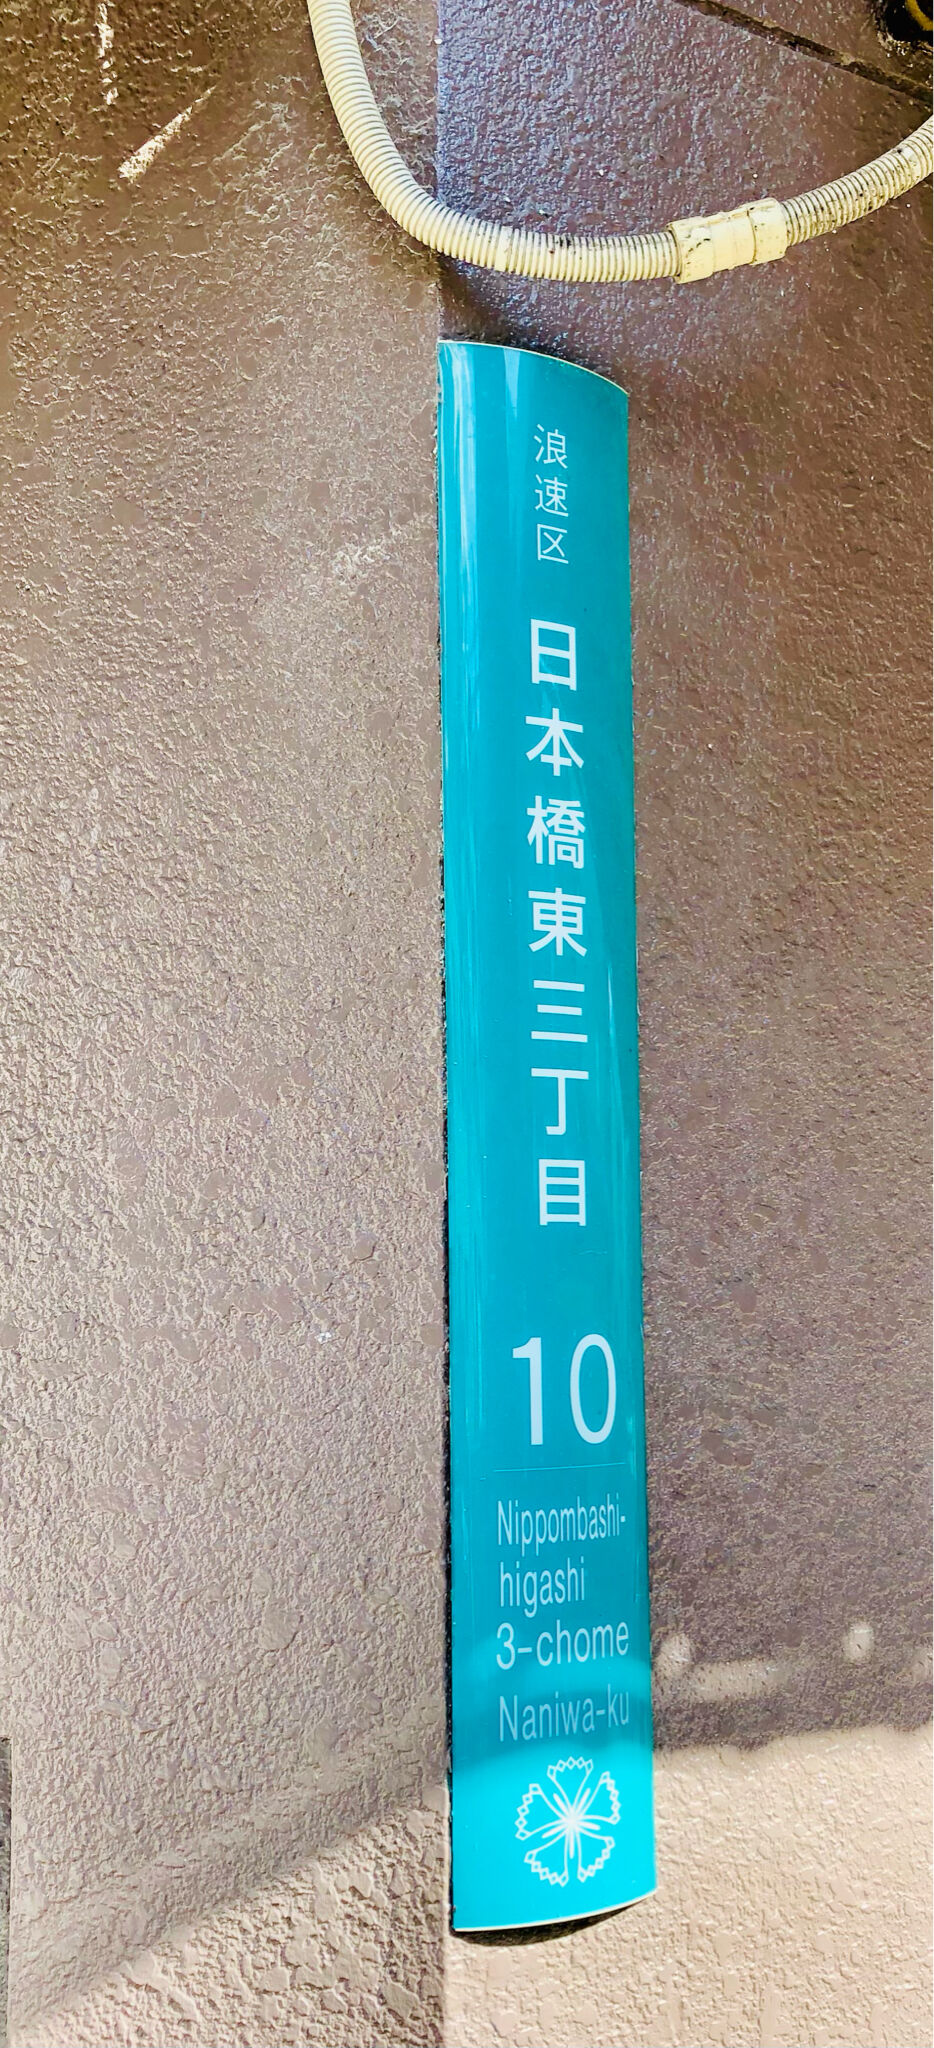 浪速区
日本橋東三丁目
10
Nippombashi-
higashi
3-chome
Naniwa-ku